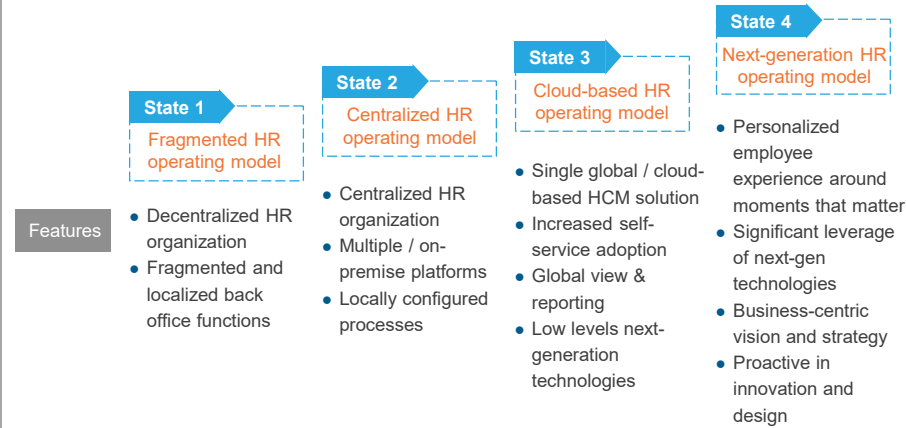 State 1
Fragmented HR
operating model
State 2
Centralized HR
operating model
State 3
Cloud-based HR
operating model
State 4
Next-generation HR
operating model
Features
• Decentralized HR
organization
• Fragmented and
localized back
office functions
• Centralized HR
organization
• Multiple / on-
premise platforms
• Locally configured
processes
• Single global / cloud-
based HCM solution
• Increased self-
service adoption
• Global view &
reporting
• Low levels next-
generation
technologies
• Personalized
employee
experience around
moments that matter
• Significant leverage
of next-gen
technologies
• Business-centric
vision and strategy
• Proactive in
innovation and
design